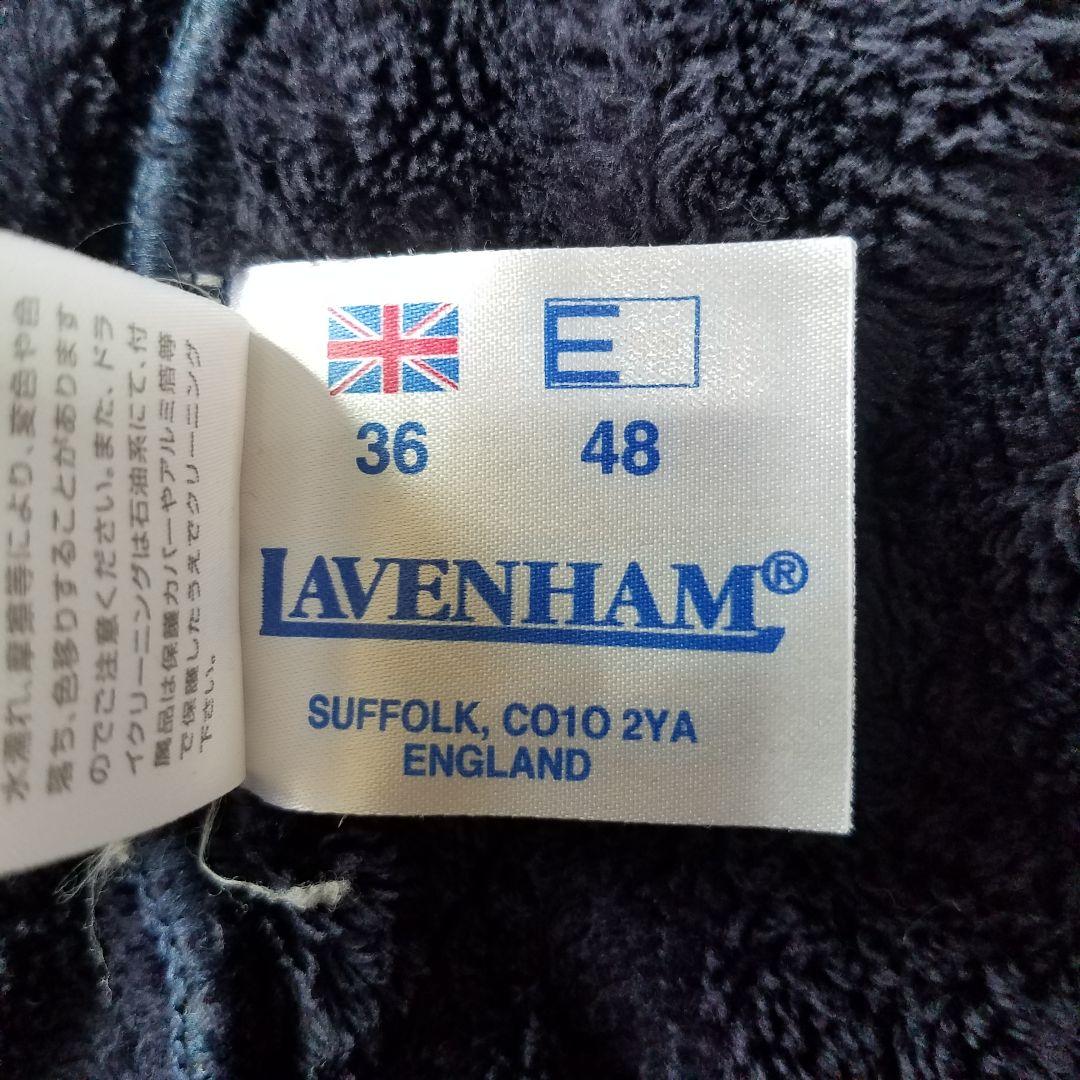 水濡れ、摩擦等により、変色や色
落ち、色移りすることがあります
のでご注意ください。また、ドラ
イクリーニングは石油系にて、付
属品は保護カバーやアルミ箔等
で保護したうえでクリーニング
下さい。
E
36
48
LAVENHAM®
SUFFOLK, CO10 2YA
ENGLAND